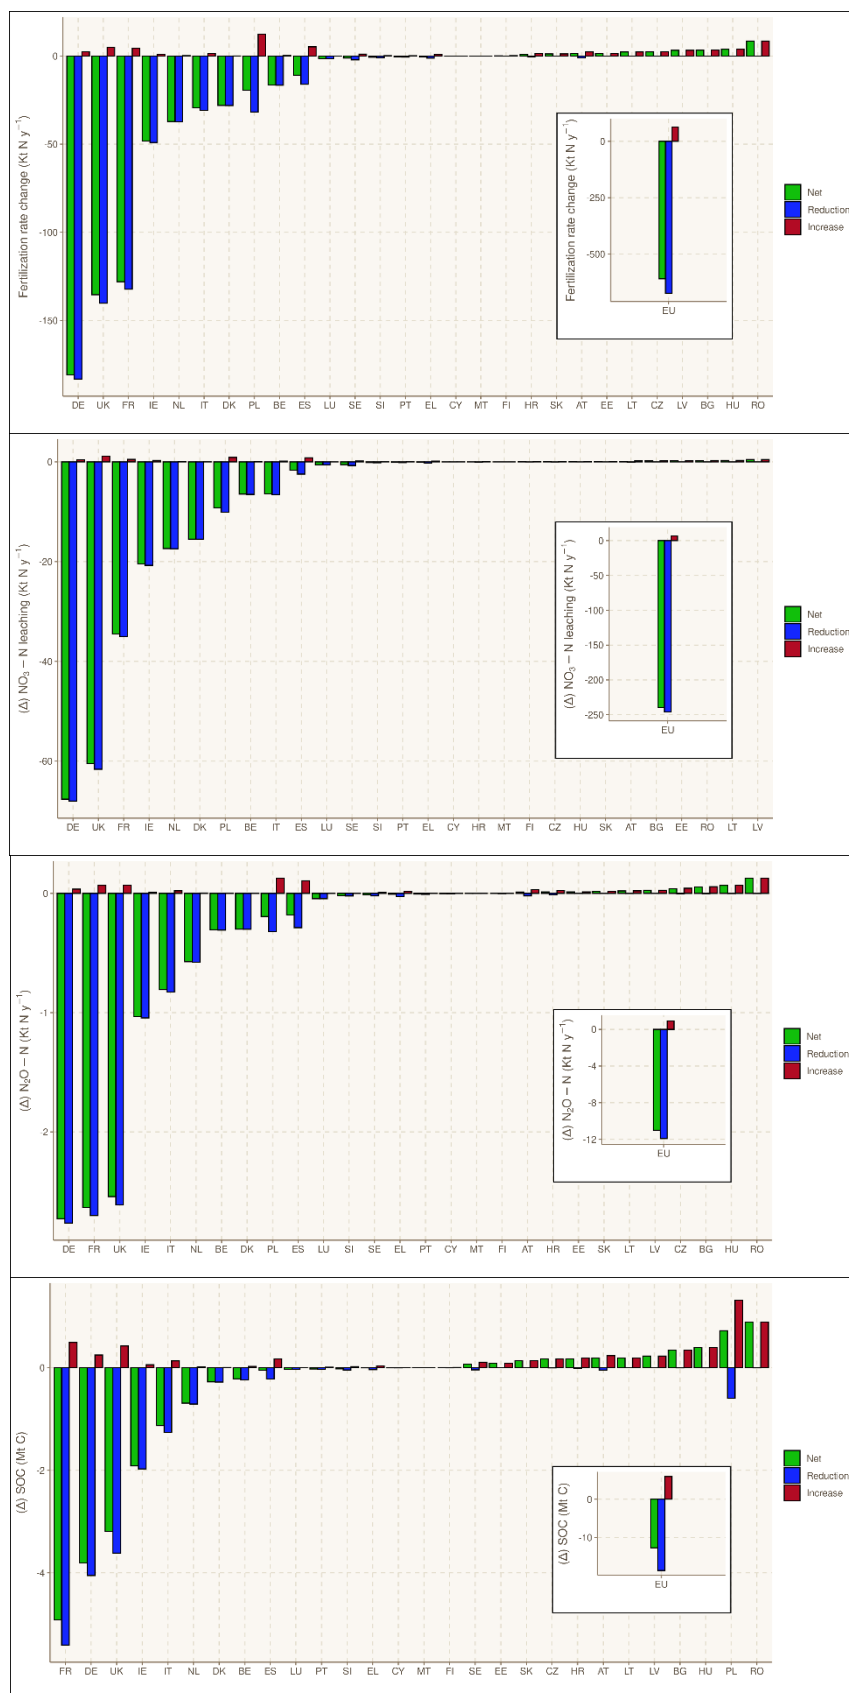 Fertilization rate change (Kt N y⁻¹)
0
-50
-100
-150
DE UK FR IE NL IT DK PL BE ES LU SE SI PT EL CY MT FI HR SK AT EE LT CZ LV BG HU RO
Fertilization rate change (Kt N y⁻¹)
0
250
-500
EU
Net
Reduction
Increase
(Δ) NO₃ – N leaching (Kt N y⁻¹)
0
-20
-40
-60
DE UK FR IE NL DK PL BE IT ES LU SE SI PT EL CY HR MT FI CZ HU SK AT BG EE RO LT LV
(Δ) NO₃ – N leaching (Kt N y⁻¹)
0
-50
-100
-150
-200
-250
EU
Net
Reduction
Increase
(Δ) N₂O – N (Kt N y⁻¹)
0
-1
-2
DE FR UK IE IT NL BE DK PL ES LU SI SE EL PT CY MT FI AT HR EE SK LT LV CZ BG HU RO
(Δ) N₂O – N (Kt N y⁻¹)
0
-4
-8
-12
EU
Net
Reduction
Increase
(Δ) SOC (Mt C)
0
-2
-4
FR DE UK IE IT NL DK BE ES LU PT SI EL CY MT FI SE EE SK CZ HR AT LT LV BG HU PL RO
(Δ) SOC (Mt C)
0
-10
EU
Net
Reduction
Increase